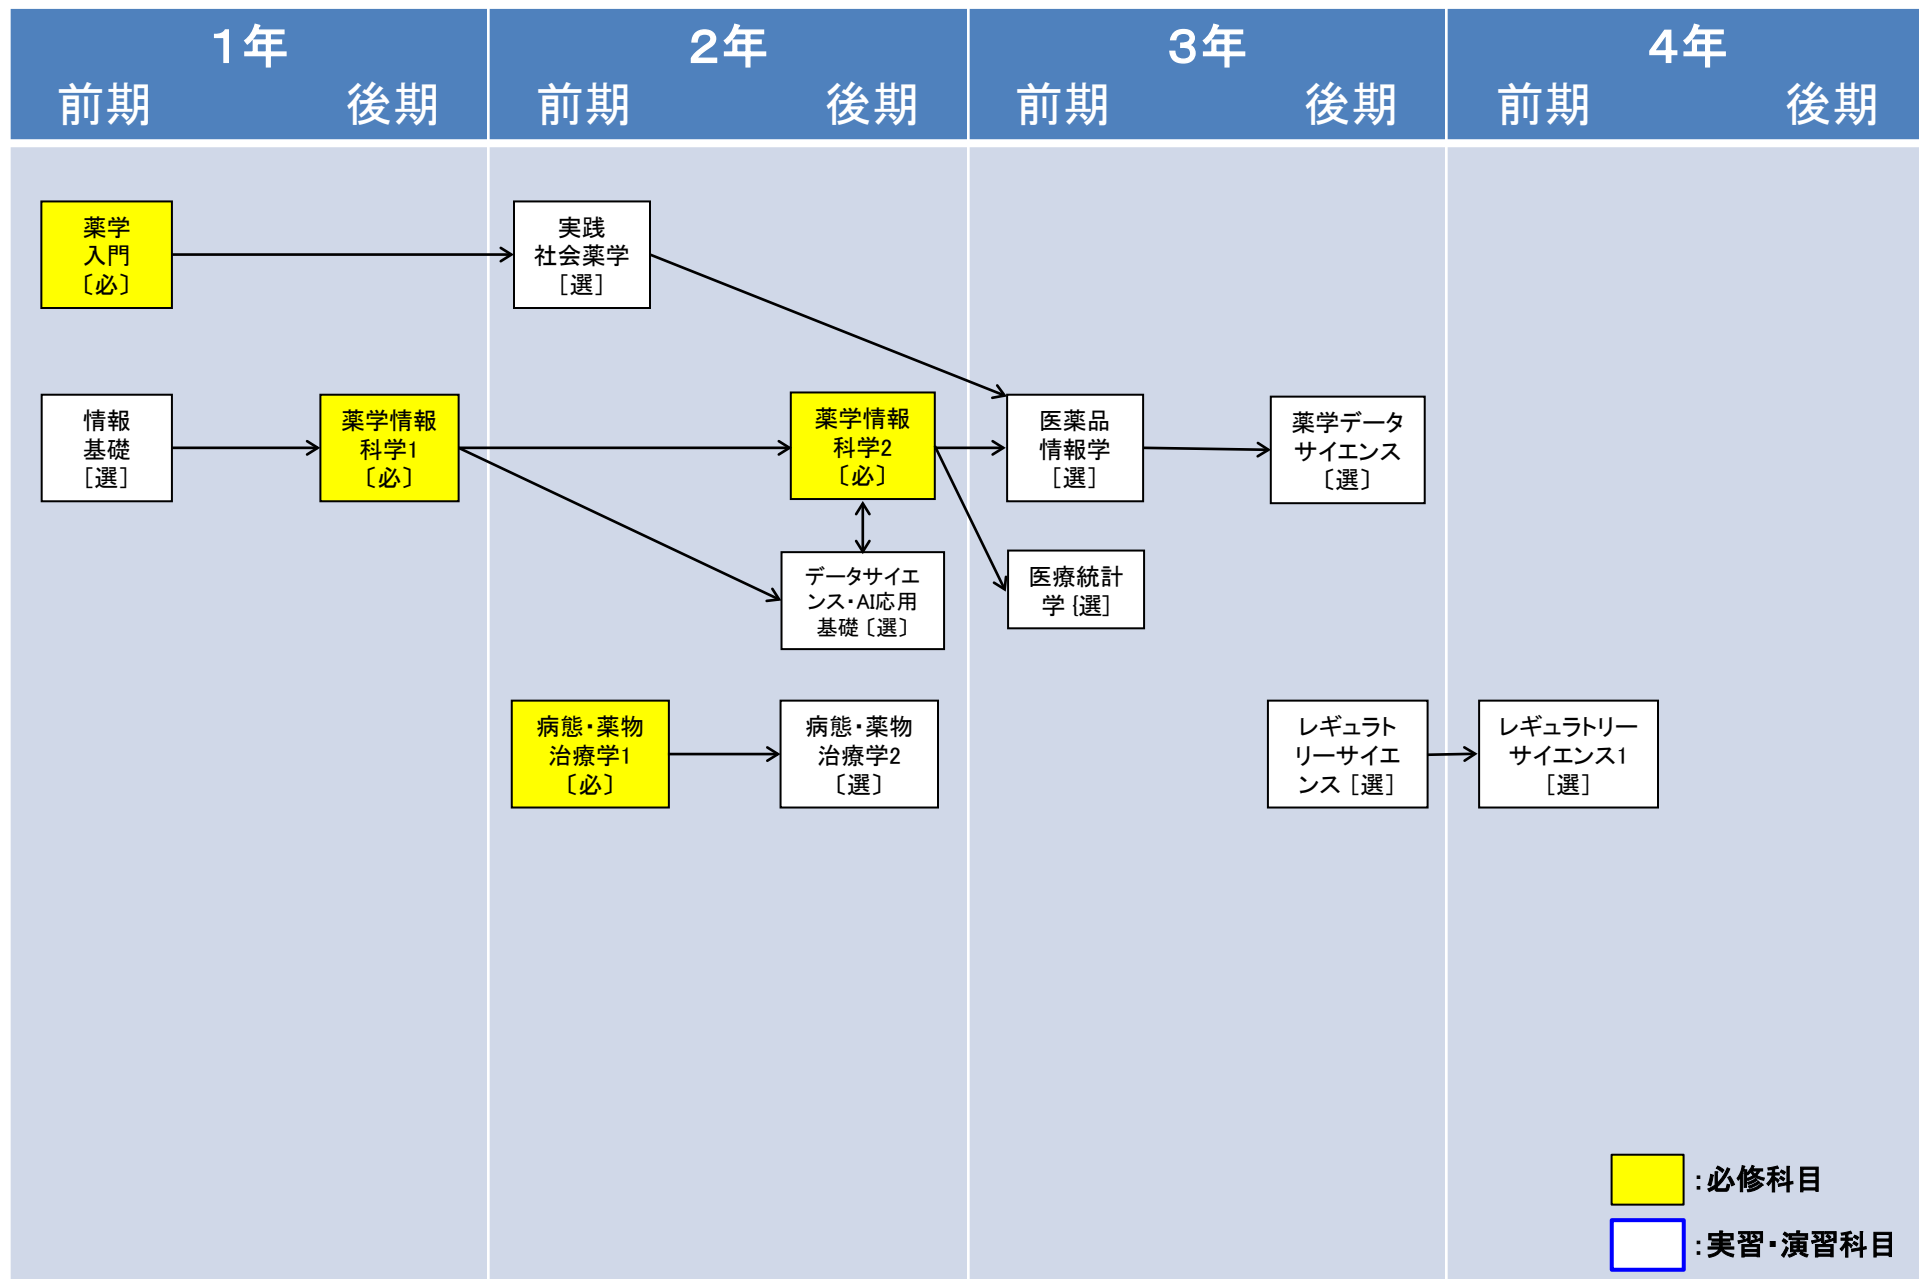 １年
２年
３年
４年
前期
後期
前期
後期
前期
後期
前期
後期
薬学
入門
〔必〕
実践
社会薬学
［選］
情報
基礎
［選］
薬学情報
科学1
〔必〕
薬学情報
科学2
〔必〕
医薬品
情報学
［選］
薬学データ
サイエンス
〔選〕
データサイエ
ンス・AI応用
基礎〔選〕
医療統計
学 {選］
病態・薬物
治療学1
〔必〕
病態・薬物
治療学2
〔選〕
レギュラト
リーサイエ
ンス［選］
レギュラトリー
サイエンス1
［選］
：必修科目
：実習・演習科目